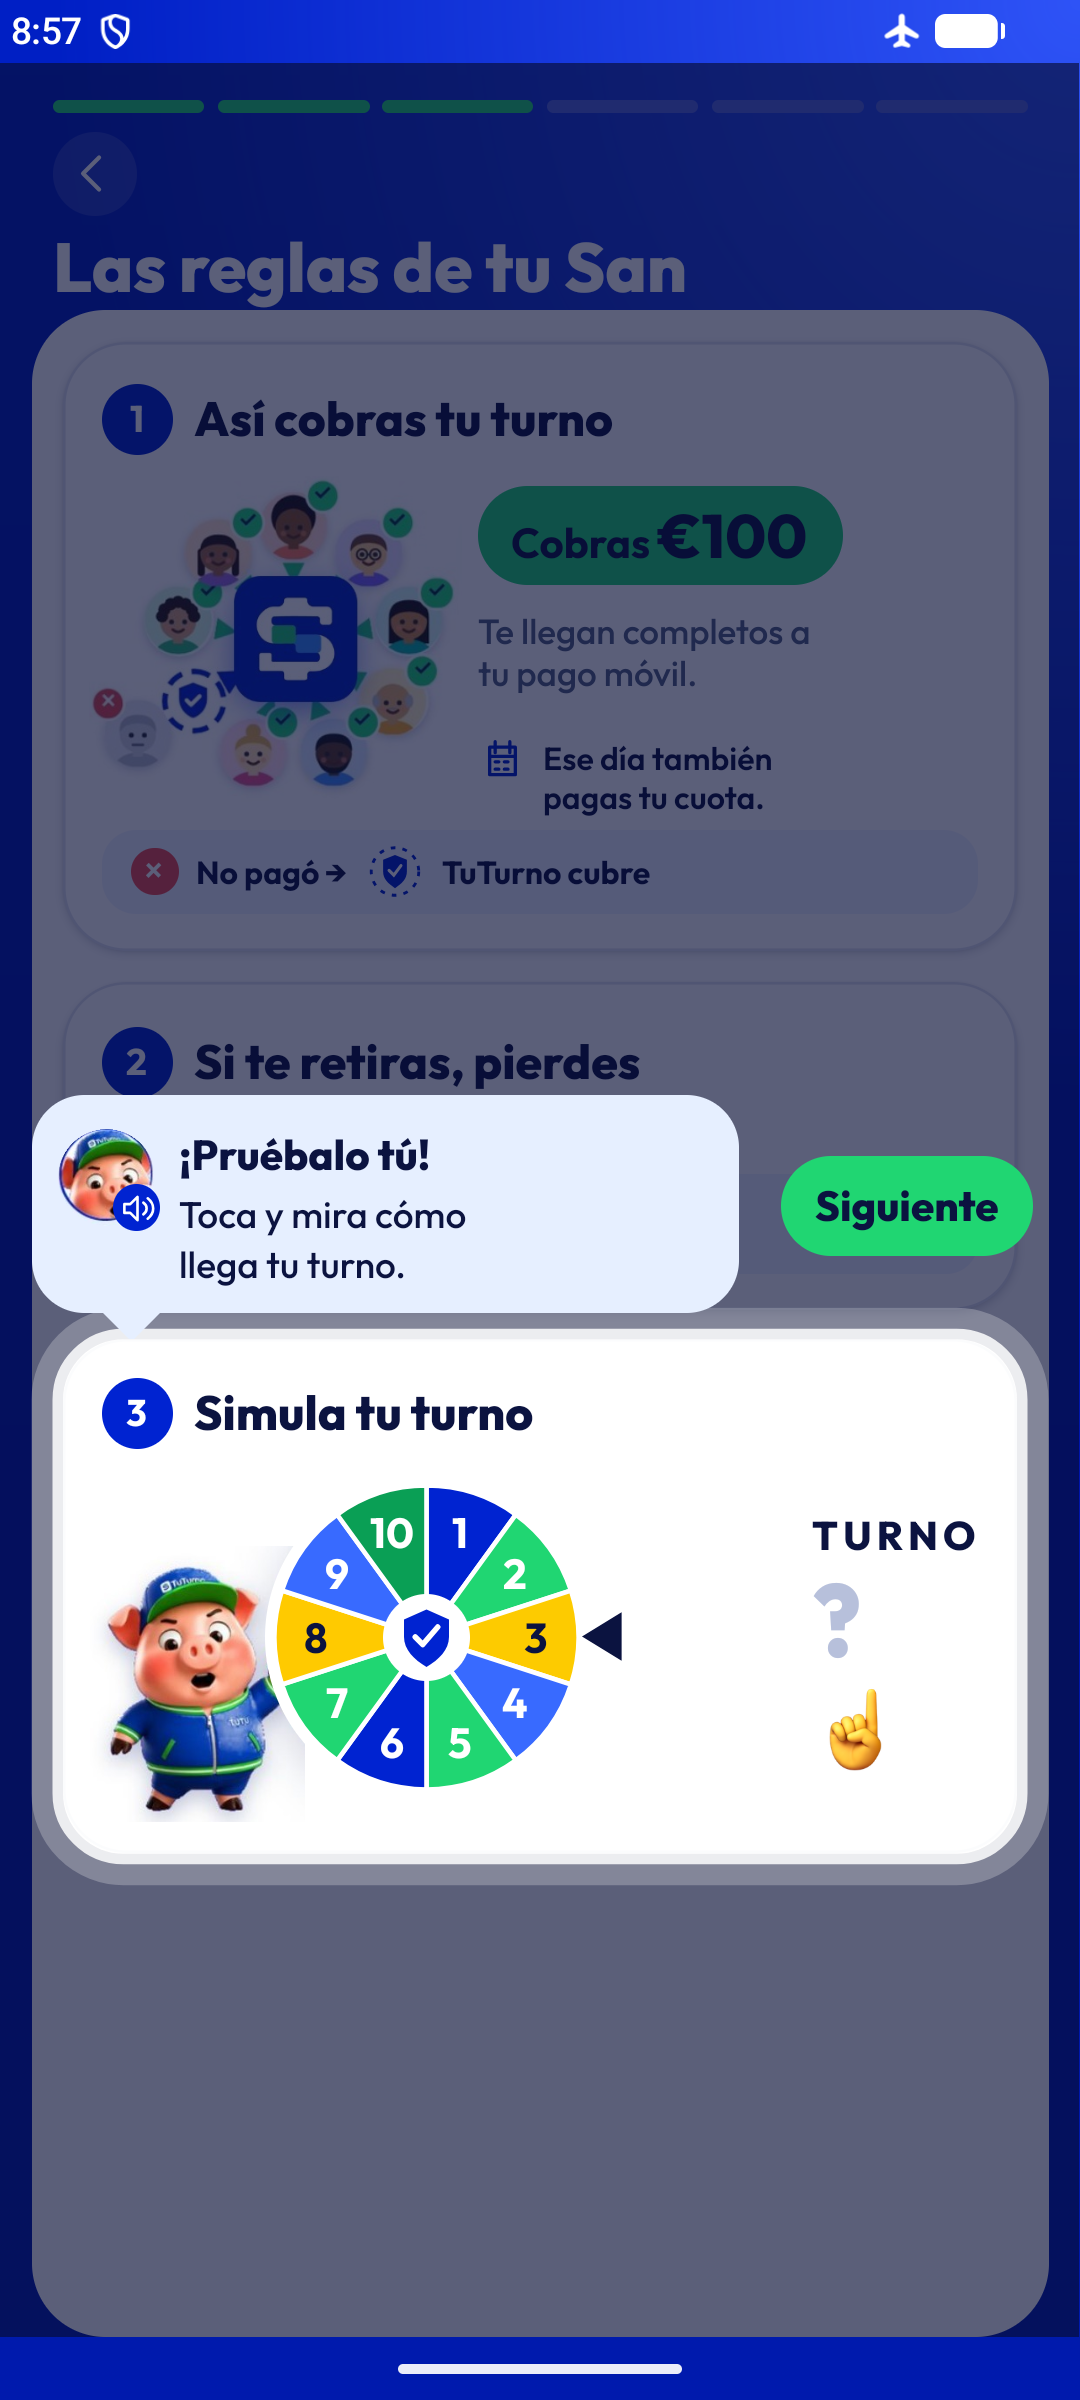 8:57
Las reglas de tu San
1 Así cobras tu turno
Cobras €100
Te llegan completos a
tu pago móvil.
Ese día también
pagas tu cuota.
No pagó → TuTurno cubre
2 Si te retiras, pierdes
¡Pruébalo tú!
Toca y mira cómo
llega tu turno.
Siguiente
3 Simula tu turno
10 1
9 2
8 3
7 4
6 5
TURNO
?
TuTurno
TUTU